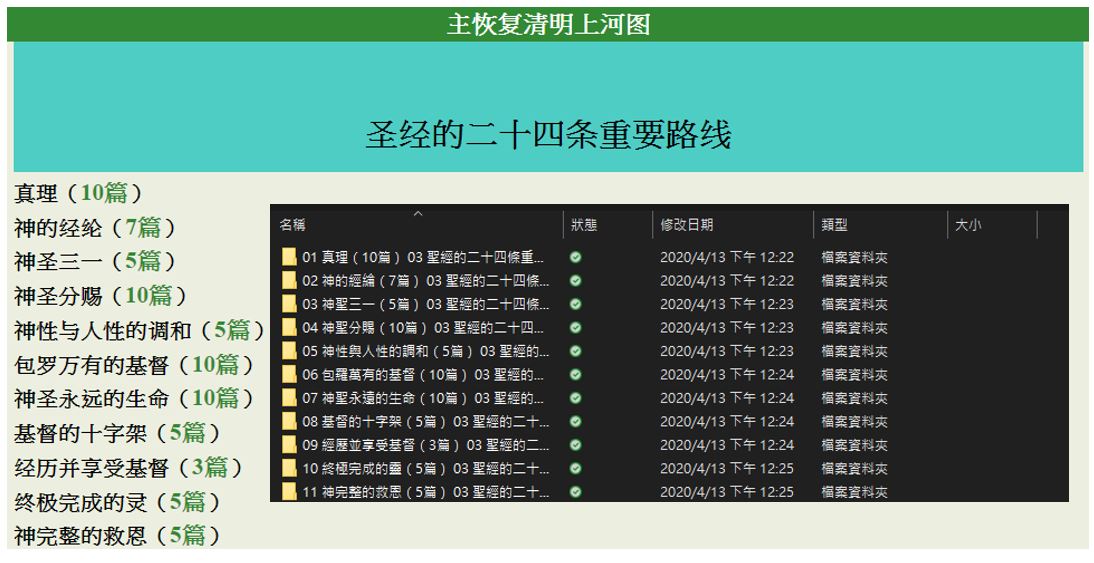 主恢复清明上河图
圣经的二十四条重要路线
真理（10篇）
神的经纶（7篇）
神圣三一（5篇）
神圣分赐（10篇）
神性与人性的调和（5篇）
包罗万有的基督（10篇）
神圣永远的生命（10篇）
基督的十字架（5篇）
经历并享受基督（3篇）
终极完成的灵（5篇）
神完整的救恩（5篇）
名稱 狀態 修改日期 類型 大小
01 真理（10篇） 03 聖經的二十四條重... 2020/4/13 下午 12:22 檔案資料夾
02 神的經綸（7篇） 03 聖經的二十四條... 2020/4/13 下午 12:22 檔案資料夾
03 神聖三一（5篇） 03 聖經的二十四條... 2020/4/13 下午 12:23 檔案資料夾
04 神聖分賜（10篇） 03 聖經的二十四... 2020/4/13 下午 12:23 檔案資料夾
05 神性與人性的調和（5篇） 03 聖經的... 2020/4/13 下午 12:23 檔案資料夾
06 包羅萬有的基督（10篇） 03 聖經的... 2020/4/13 下午 12:24 檔案資料夾
07 神聖永遠的生命（10篇） 03 聖經的... 2020/4/13 下午 12:24 檔案資料夾
08 基督的十字架（5篇） 03 聖經的二十... 2020/4/13 下午 12:24 檔案資料夾
09 經歷並享受基督（3篇） 03 聖經的二... 2020/4/13 下午 12:24 檔案資料夾
10 終極完成的靈（5篇） 03 聖經的二十... 2020/4/13 下午 12:25 檔案資料夾
11 神完整的救恩（5篇） 03 聖經的二十... 2020/4/13 下午 12:25 檔案資料夾